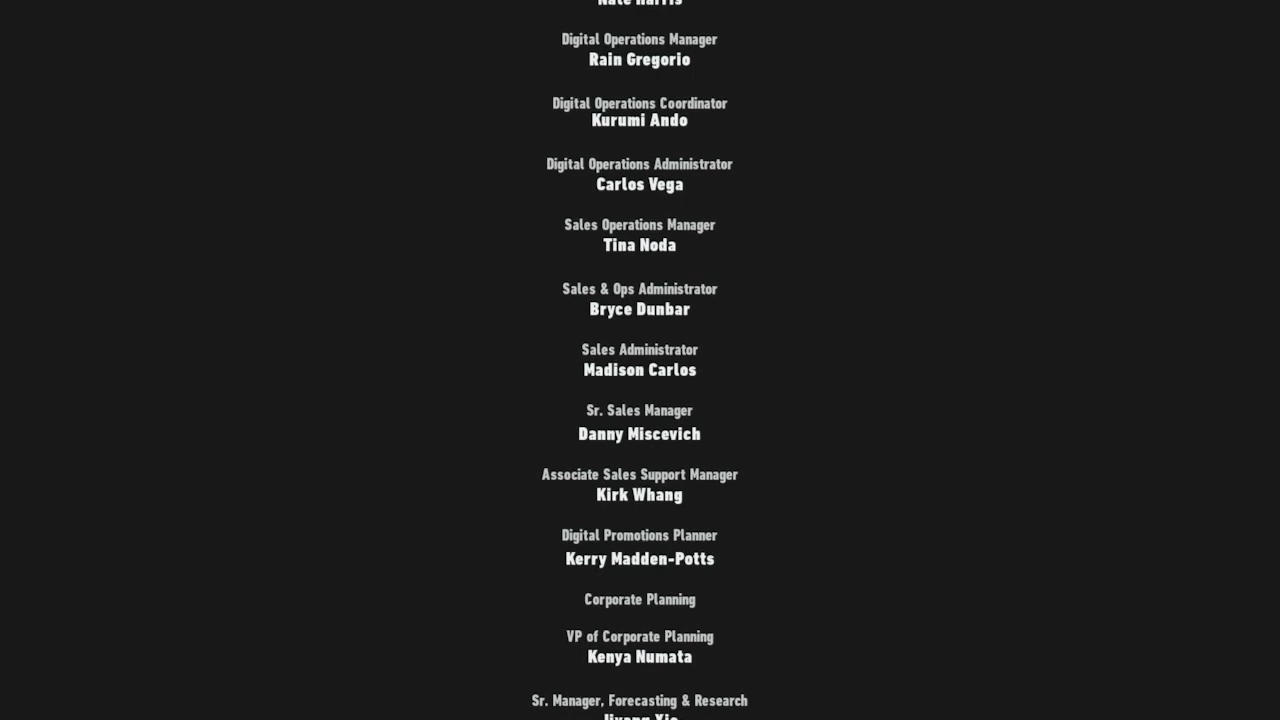 Nate Harris
Digital Operations Manager
Rain Gregorio
Digital Operations Coordinator
Kurumi Ando
Digital Operations Administrator
Carlos Vega
Sales Operations Manager
Tina Noda
Sales & Ops Administrator
Bryce Dunbar
Sales Administrator
Madison Carlos
Sr. Sales Manager
Danny Miscevich
Associate Sales Support Manager
Kirk Whang
Digital Promotions Planner
Kerry Madden-Potts
Corporate Planning
VP of Corporate Planning
Kenya Numata
Sr. Manager, Forecasting & Research